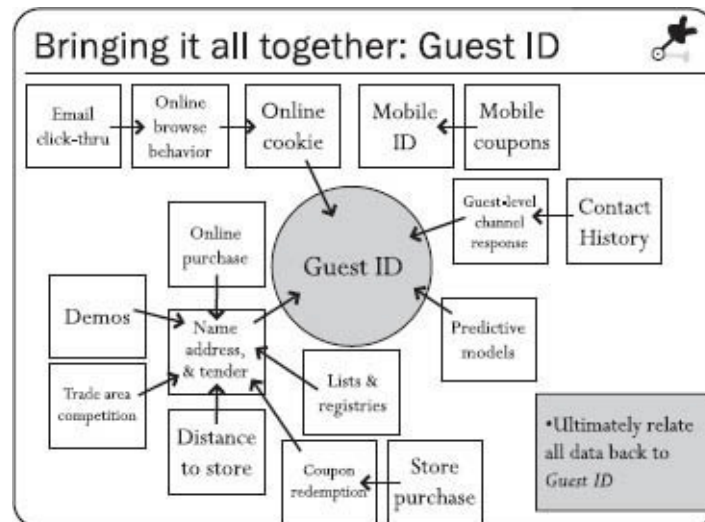 Bringing it all together: Guest ID
Email
click-thru
Online
browse
behavior
Online
cookie
Mobile
ID
Mobile
coupons
Online
purchase
Guest•level
channel
response
Contact
History
Guest ID
Demos
Name
address,
& tender
Predictive
models
Trade area
competition
Lists &
registries
Distance
to store
Coupon
redemption
Store
purchase
•Ultimately relate
all data back to
Guest ID